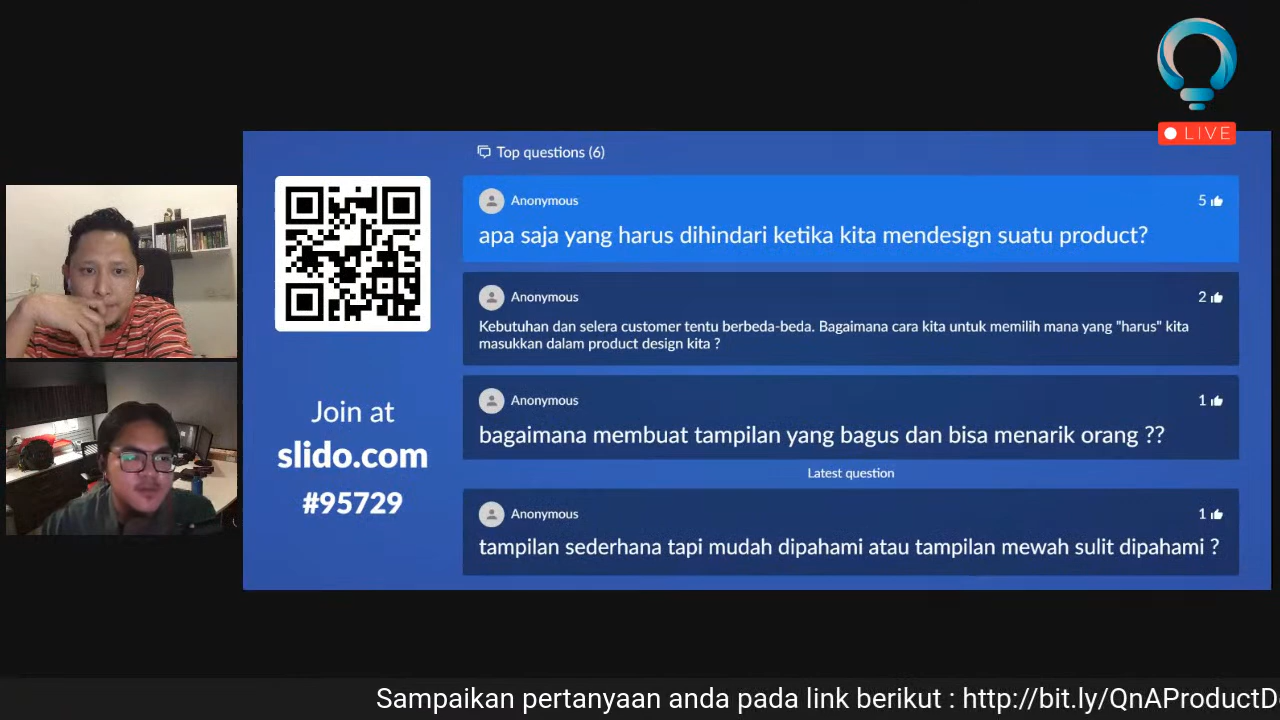 LIVE
Top questions (6)
Anonymous
5
apa saja yang harus dihindari ketika kita mendesign suatu product?
Anonymous
2
Kebutuhan dan selera customer tentu berbeda-beda. Bagaimana cara kita untuk memilih mana yang "harus" kita
masukkan dalam product design kita ?
Anonymous
1
bagaimana membuat tampilan yang bagus dan bisa menarik orang ??
Latest question
Anonymous
1
tampilan sederhana tapi mudah dipahami atau tampilan mewah sulit dipahami ?
Join at
slido.com
#95729
Sampaikan pertanyaan anda pada link berikut : http://bit.ly/QnAProductD